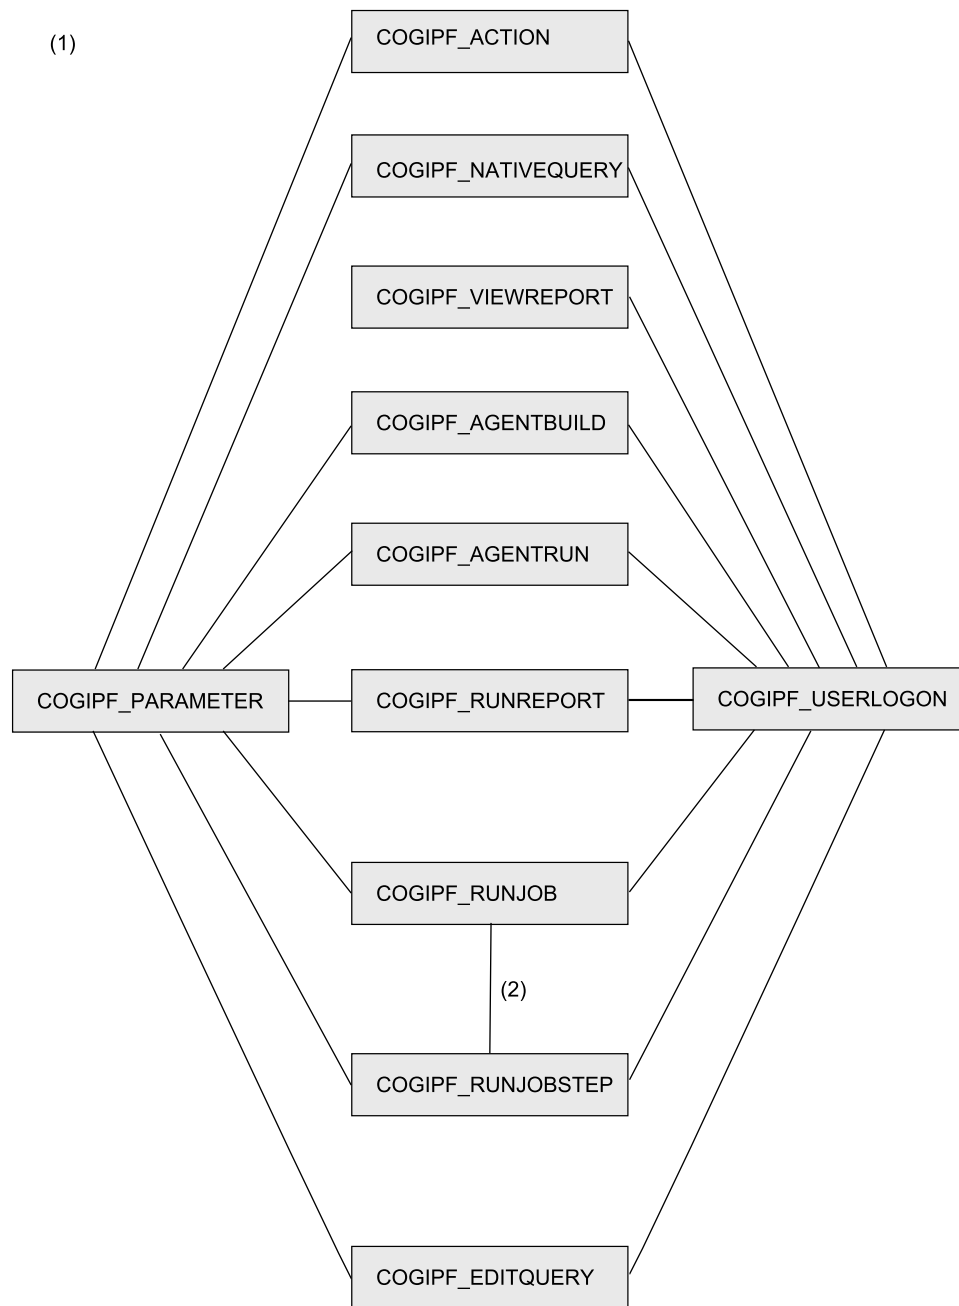 (1)
COGIPF_ACTION
COGIPF_NATIVEQUERY
COGIPF_VIEWREPORT
COGIPF_AGENTBUILD
COGIPF_AGENTRUN
COGIPF_PARAMETER
COGIPF_RUNREPORT
COGIPF_USERLOGON
COGIPF_RUNJOB
(2)
COGIPF_RUNJOBSTEP
COGIPF_EDITQUERY